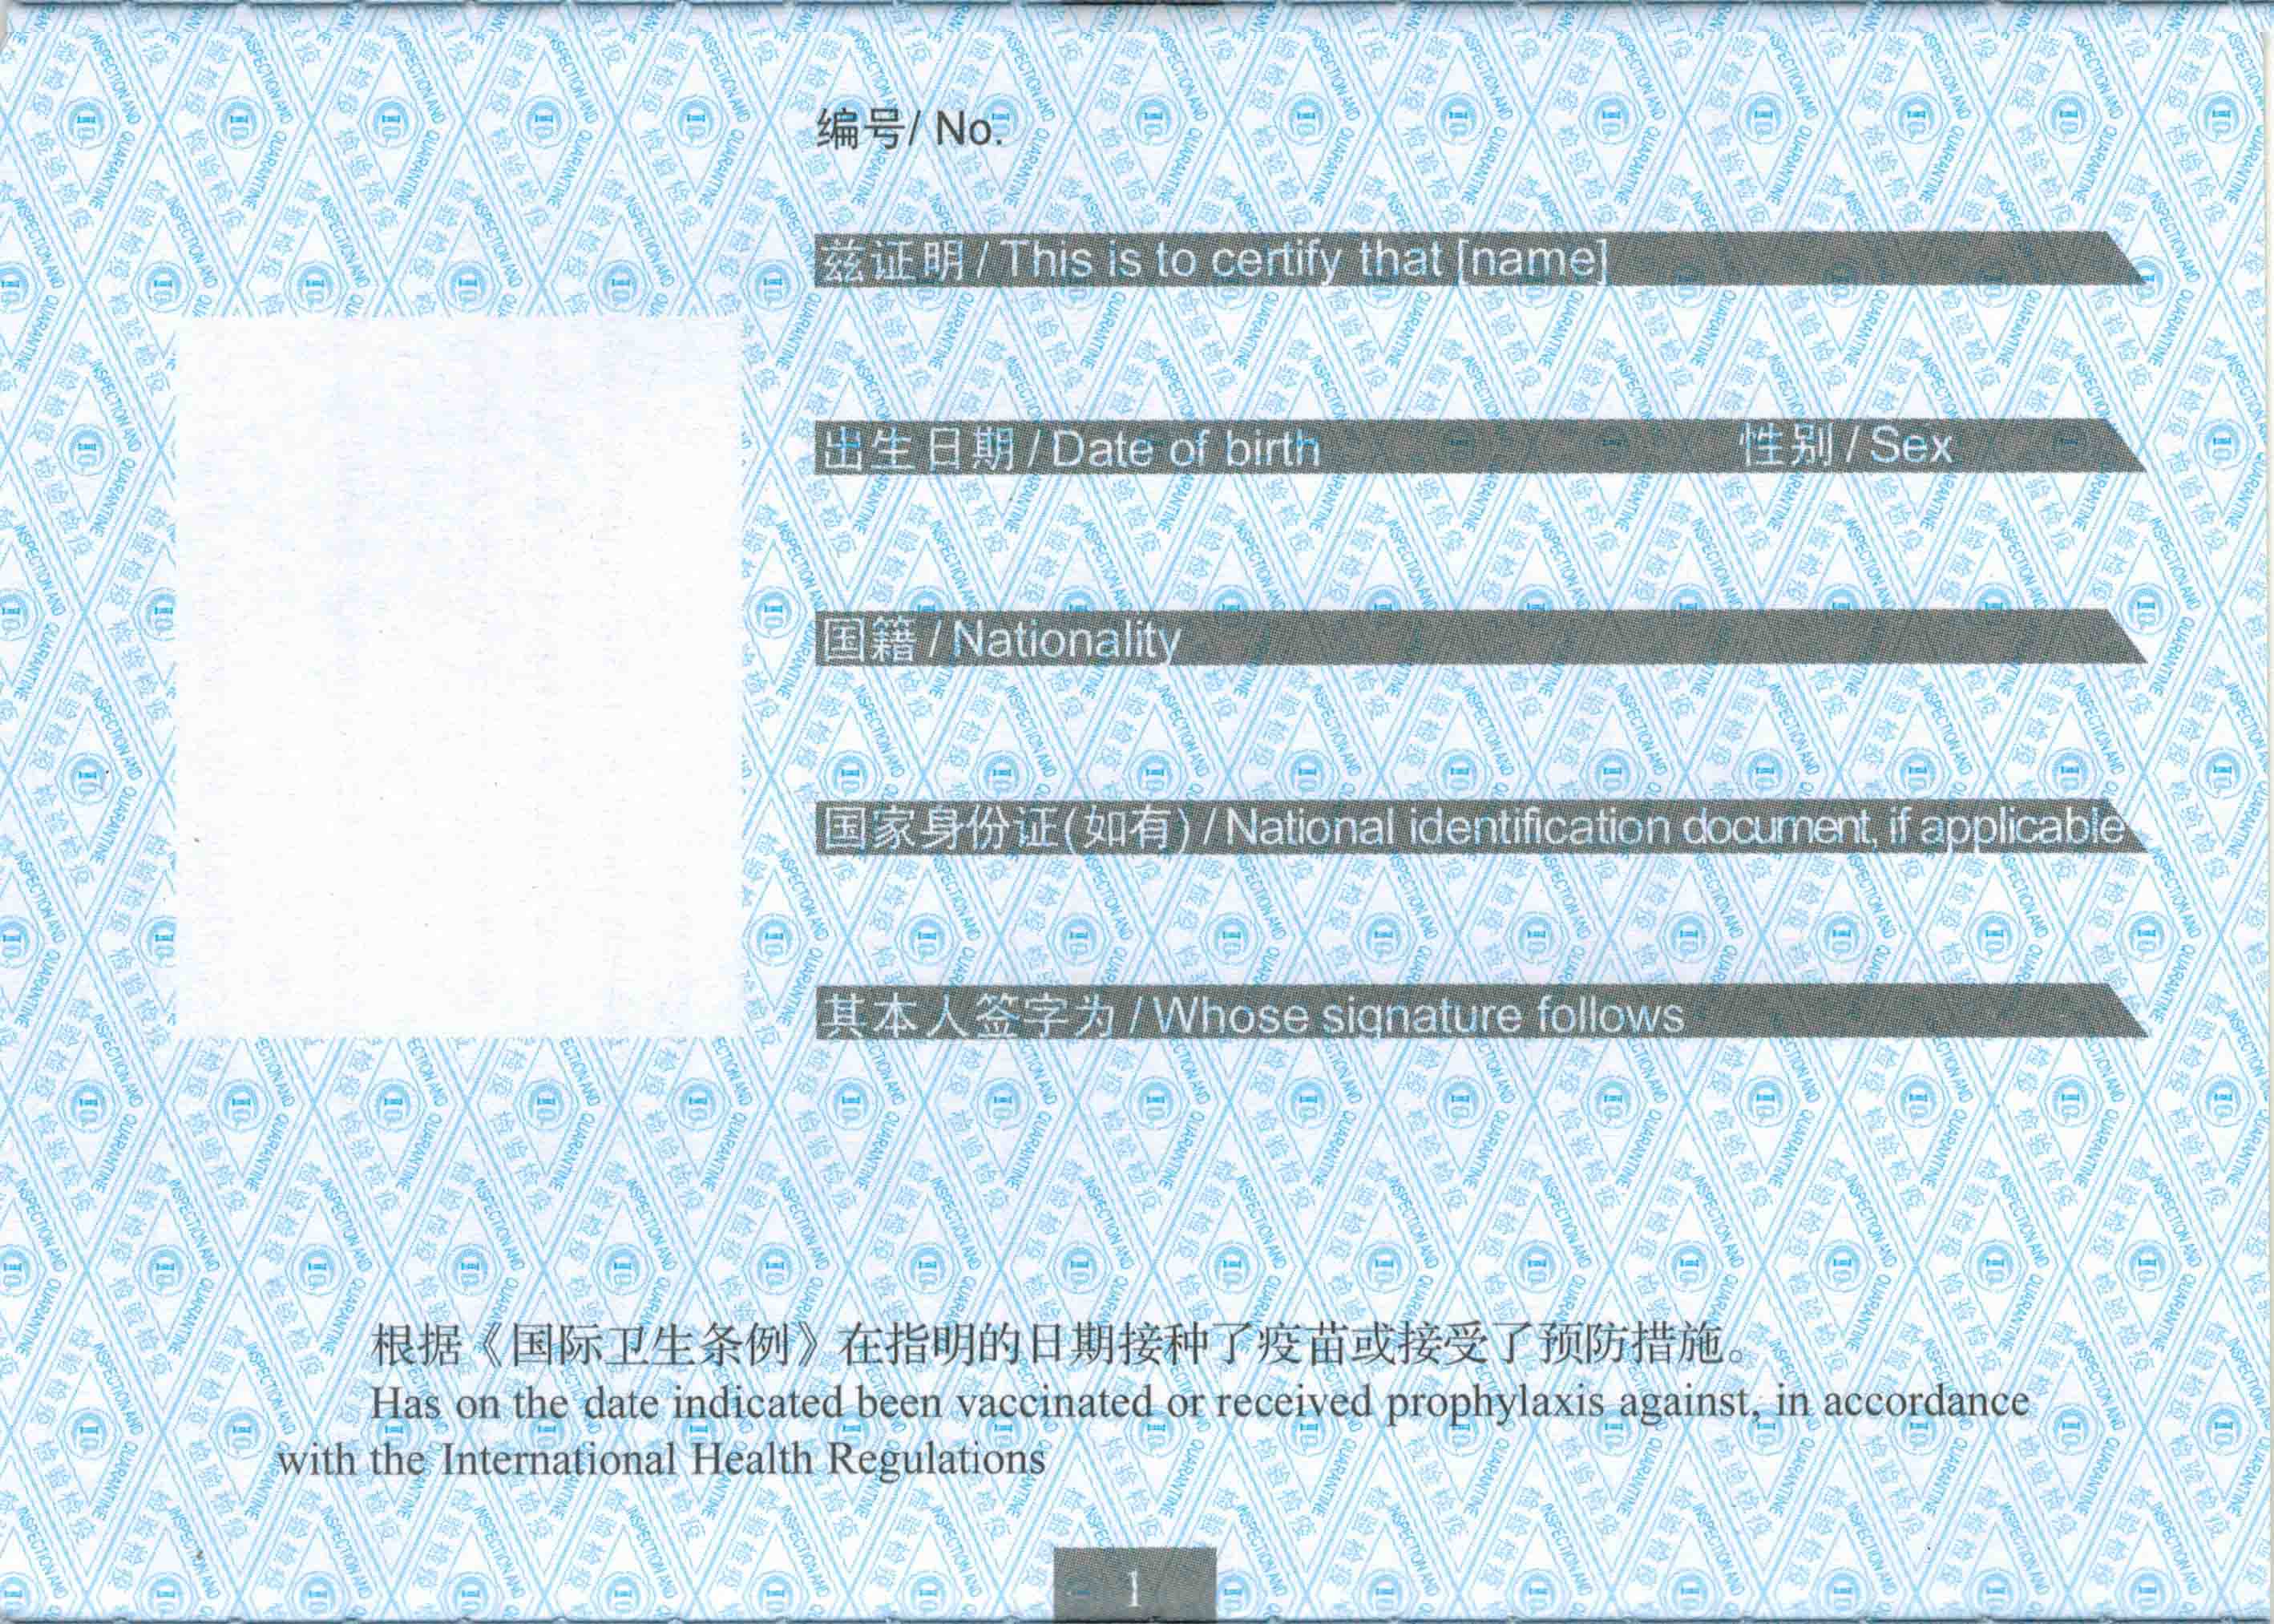 编号/ No.
兹证明 / This is to certify that [name]
出生日期 / Date of birth 性别 / Sex
国籍 / Nationality
国家身份证(如有) / National identification document, if applicable
其本人签字为 / Whose signature follows
根据《国际卫生条例》在指明的日期接种了疫苗或接受了预防措施。
Has on the date indicated been vaccinated or received prophylaxis against, in accordance
with the International Health Regulations
1